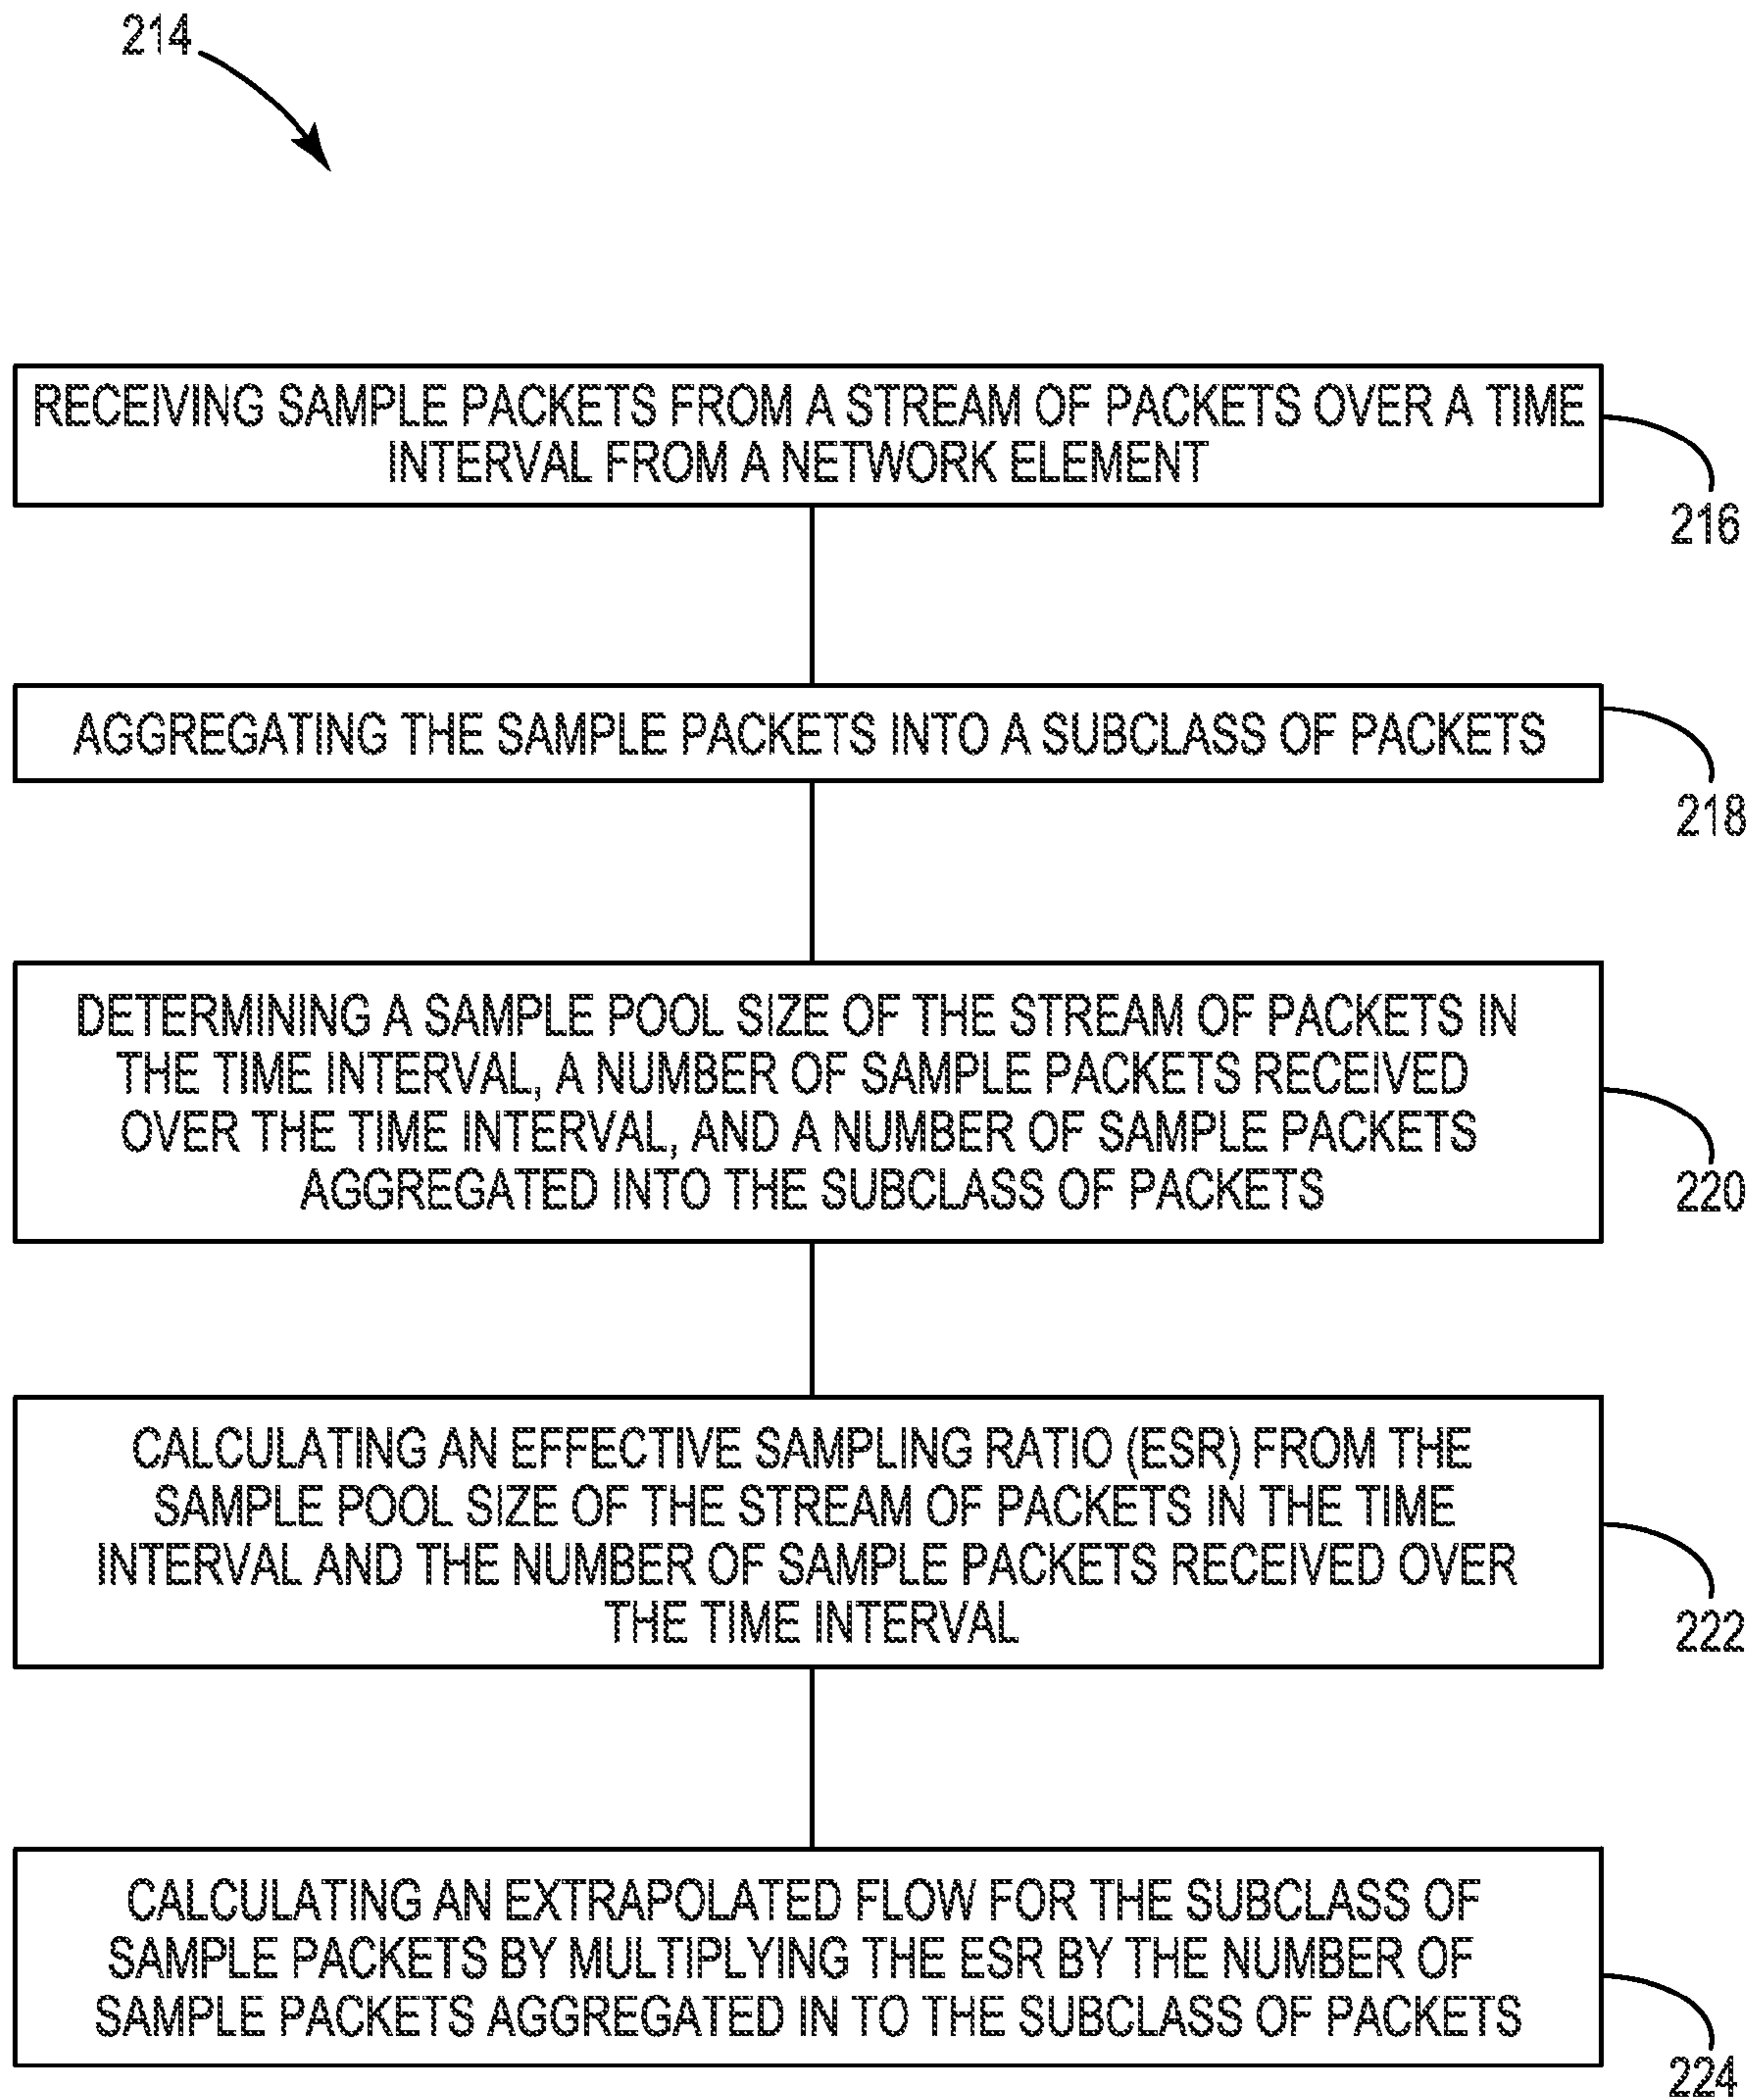 214
RECEIVING SAMPLE PACKETS FROM A STREAM OF PACKETS OVER A TIME
INTERVAL FROM A NETWORK ELEMENT
216
AGGREGATING THE SAMPLE PACKETS INTO A SUBCLASS OF PACKETS
218
DETERMINING A SAMPLE POOL SIZE OF THE STREAM OF PACKETS IN
THE TIME INTERVAL, A NUMBER OF SAMPLE PACKETS RECEIVED
OVER THE TIME INTERVAL, AND A NUMBER OF SAMPLE PACKETS
AGGREGATED INTO THE SUBCLASS OF PACKETS
220
CALCULATING AN EFFECTIVE SAMPLING RATIO (ESR) FROM THE
SAMPLE POOL SIZE OF THE STREAM OF PACKETS IN THE TIME
INTERVAL AND THE NUMBER OF SAMPLE PACKETS RECEIVED OVER
THE TIME INTERVAL
222
CALCULATING AN EXTRAPOLATED FLOW FOR THE SUBCLASS OF
SAMPLE PACKETS BY MULTIPLYING THE ESR BY THE NUMBER OF
SAMPLE PACKETS AGGREGATED IN TO THE SUBCLASS OF PACKETS
224